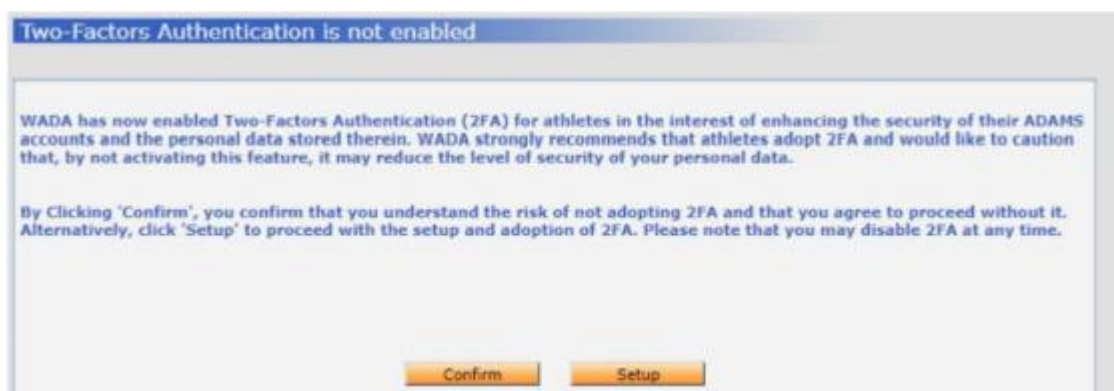 Two-Factors Authentication is not enabled
WADA has now enabled Two-Factors Authentication (2FA) for athletes in the interest of enhancing the security of their ADAMS
accounts and the personal data stored therein. WADA strongly recommends that athletes adopt 2FA and would like to caution
that, by not activating this feature, it may reduce the level of security of your personal data.
By Clicking 'Confirm', you confirm that you understand the risk of not adopting 2FA and that you agree to proceed without it.
Alternatively, click 'Setup' to proceed with the setup and adoption of 2FA. Please note that you may disable 2FA at any time.
Confirm Setup